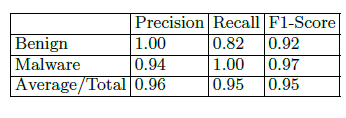 Precision Recall F1-Score
Benign 1.00 0.82 0.92
Malware 0.94 1.00 0.97
Average/Total 0.96 0.95 0.95